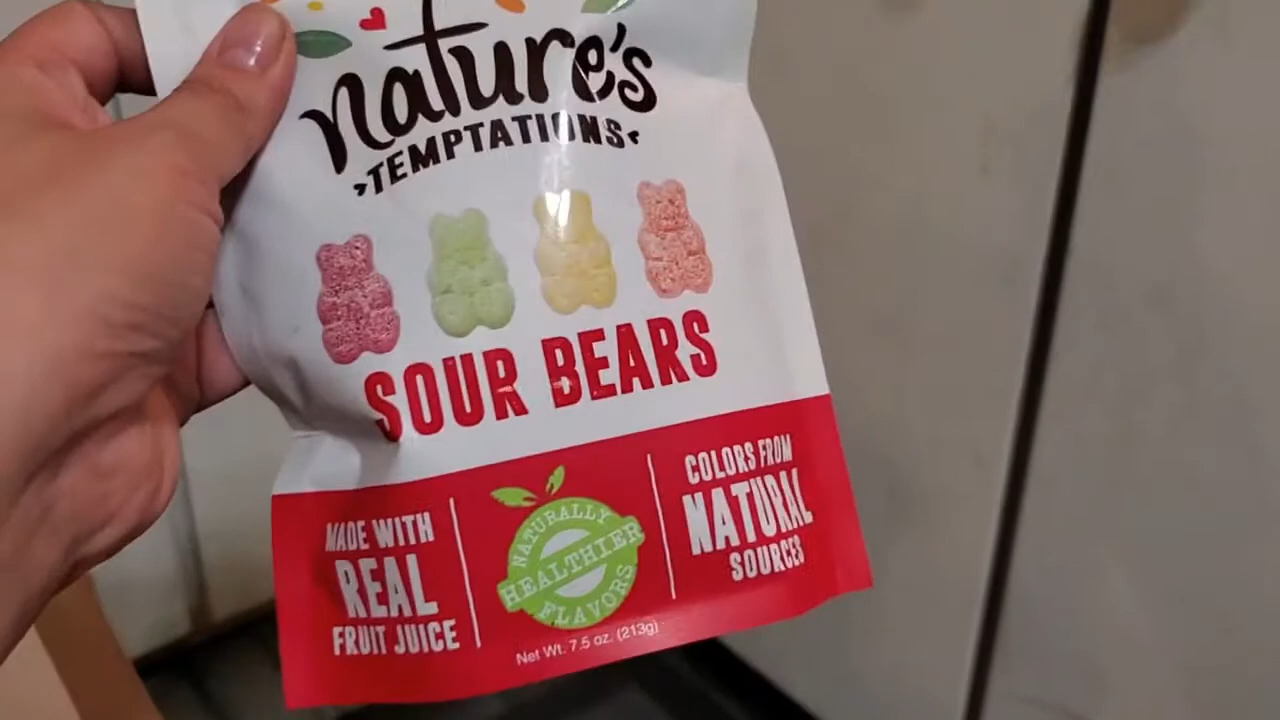 nature's
TEMPTATIONS
SOUR BEARS
MADE WITH
REAL
FRUIT JUICE
NATURALLY
HEALTHIER
FLAVORS
COLORS FROM
NATURAL
SOURCES
Net Wt. 7.5 oz. (213g)